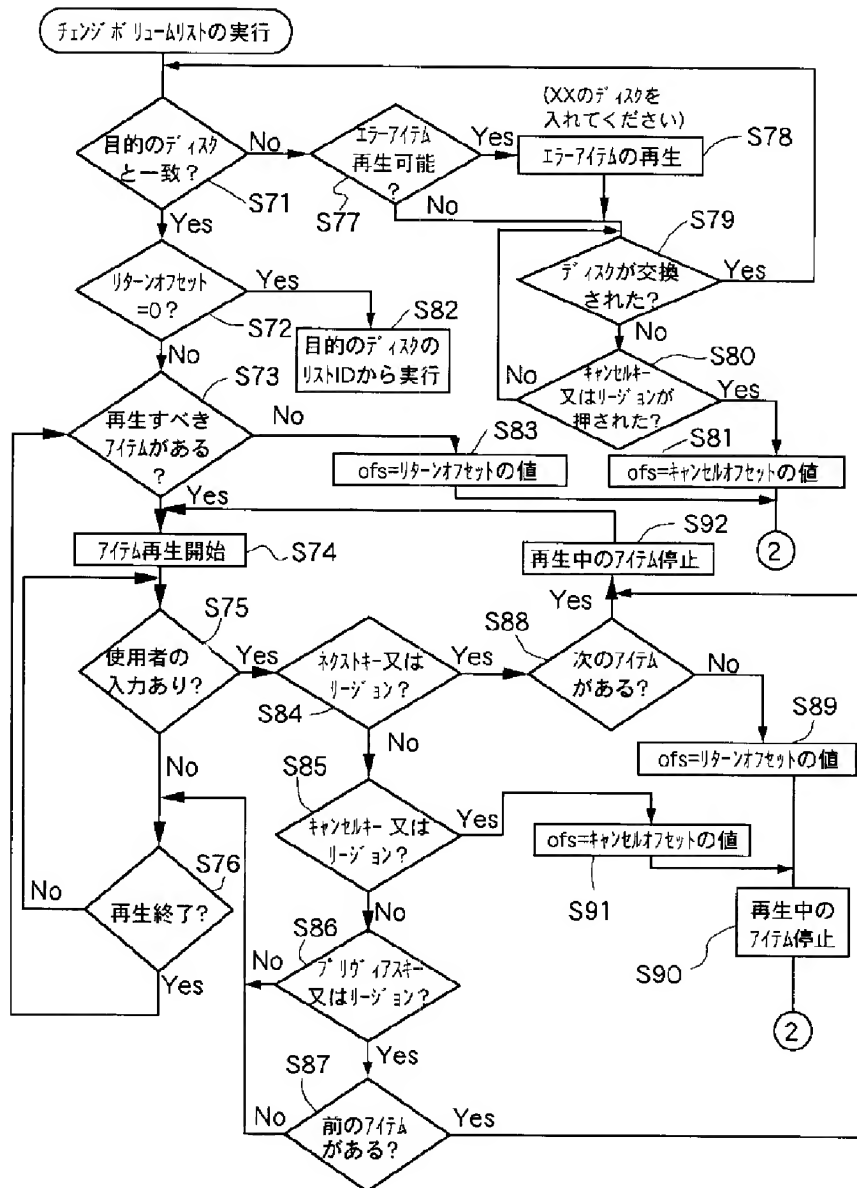 チェンジボリュームリストの実行
目的のディスク
と一致?
No
S71
Yes
エラーアイテム
再生可能
?
Yes
S77
No
(XXのディスクを
入れてください)
エラーアイテムの再生
S78
S79
ディスクが交換
された?
Yes
No
リターンオフセット
=0?
Yes
S72
No
S82
目的のディスクの
リストIDから実行
S80
キャンセルキー
又はリージョンが
押された?
No
Yes
S73
再生すべき
アイテムがある
?
No
Yes
S83
ofs=リターンオフセットの値
S81
ofs=キャンセルオフセットの値
2
アイテム再生開始
S74
S92
再生中のアイテム停止
Yes
S75
使用者の
入力あり?
Yes
No
ネクストキー又は
リージョン?
Yes
S84
No
S88
次のアイテム
がある?
No
S89
ofs=リターンオフセットの値
S85
キャンセルキー又は
リージョン?
Yes
No
ofs=キャンセルオフセットの値
S91
S76
再生終了?
No
Yes
再生中の
アイテム停止
S90
2
S86
プリヴィアスキー
又はリージョン?
No
Yes
S87
前のアイテム
がある?
No
Yes